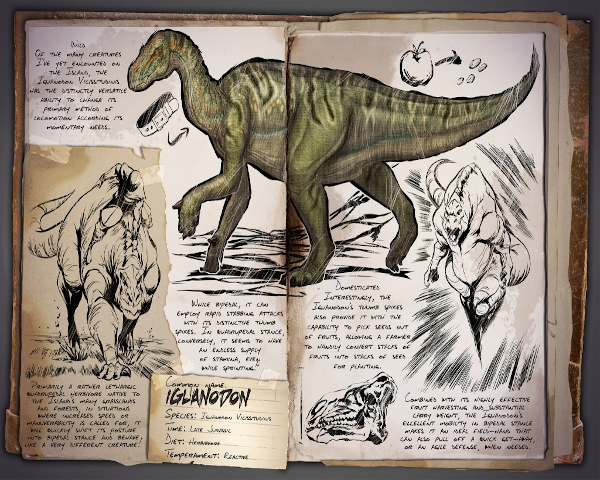 Wild
Of the many creatures
I've yet encountered on
the Island, the
Iguanodon Vicissitudinis
was the distinctly versatile
ability to change its
primary method of
locomotion according its
momentary needs.
While bipedal, it can
employ rapid stabbing attacks
with its distinctive thumb
spikes. In quadrupedal stance,
conversely, it seems to have
an endless supply
of stamina, every
while sprinting"
Primarily a rather lethargic
quadrupedal herbivore native to
the Island's many grasslands
and forests, in situations
where increased speed or
maneuverability is called for, it
will quickly shift its posture
into bipedal stance and behave
like a very different creature.
Common name:
IGUANODON
Species: Iguanodon Vicissitudinis
Time: Late Jurassic
Diet: Herbivorous
Temperament: Reactive
Domesticated
Interestingly, the
Iguanodon's thumb spikes
also provide it with the
capability to pick seeds out
of fruits, allowing a farmer
to handily convert stacks of
fruits into stacks of seed
for planting.
Combined with its highly effective
fruit harvesting and substantial
carry weight, the Iguanodon's
excellent mobility in bipedal stance
makes it an ideal field-hand that
can also pull off a quick get-away,
or an agile defense, when needed.